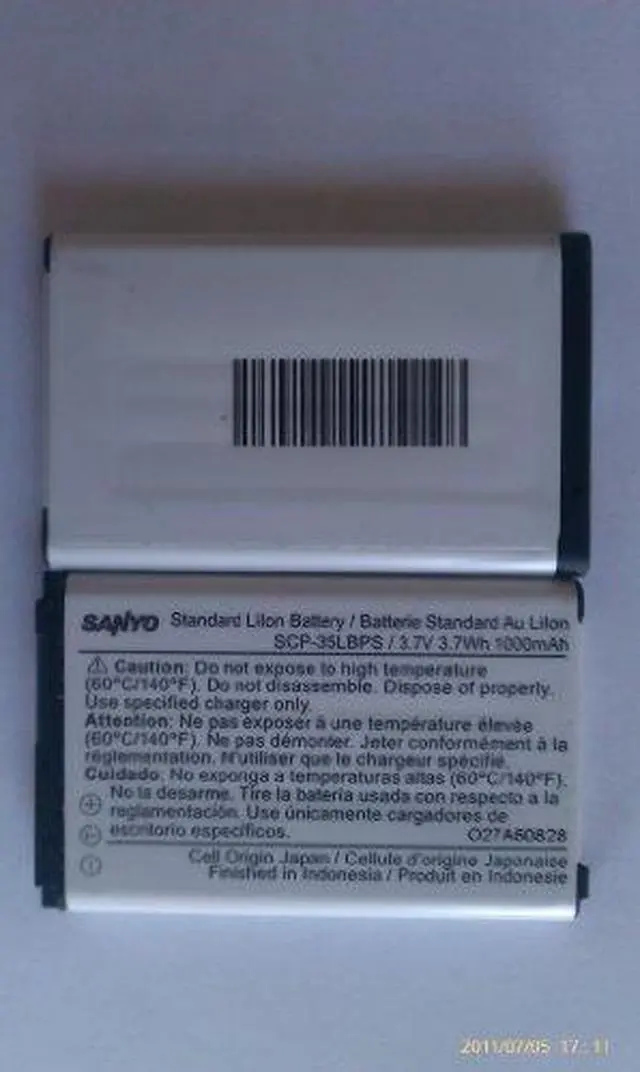 SANYO Standard LiIon Battery / Batterie Standard Au LiIon
SCP-35LBPS / 3.7V 3.7Wh 1000mAh
Caution: Do not expose to high temperature
(60°C/140°F). Do not disassemble. Dispose of properly.
Use specified charger only.
Attention: Ne pas exposer à une température élevée
(60°C/140°F). Ne pas démonter. Jeter conformément à la
réglementation. N'utiliser que le chargeur spécifié.
Cuidado: No exponga a temperaturas altas (60°C/140°F).
No la desarme. Tire la batería usada con respecto a la
reglamentación. Use únicamente cargadores de
escritorio específicos. O27A50828
Cell Origin Japan / Cellule d'origine Japonaise
Finished in Indonesia / Produit en Indonesie
2011/07/05 17:11